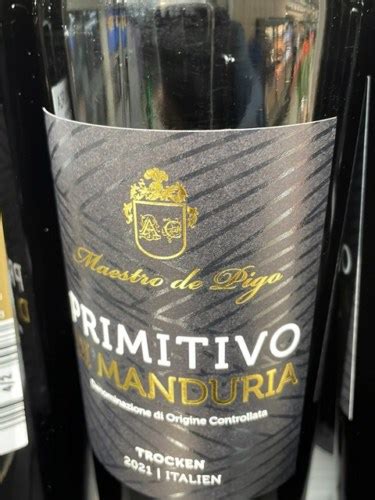 AC
Maestro de Pigo
PRIMITIVO
DI MANDURIA
Denominazione di Origine Controllata
TROCKEN
2021 | ITALIEN